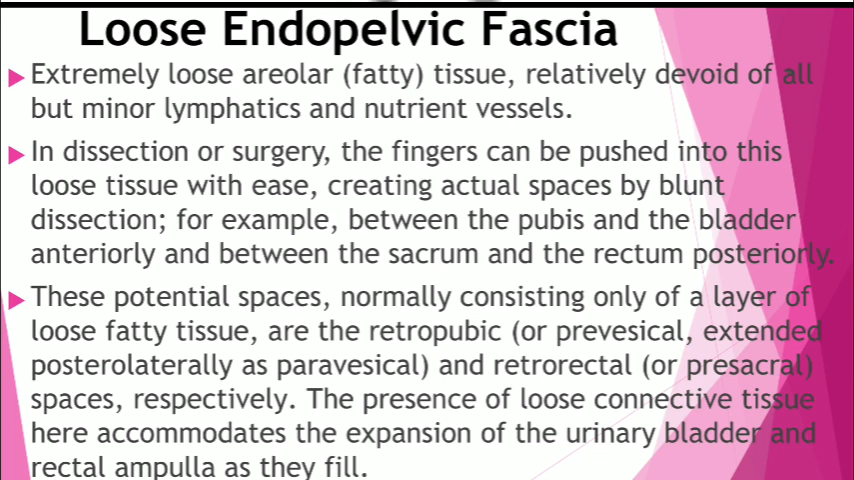 Loose Endopelvic Fascia
Extremely loose areolar (fatty) tissue, relatively devoid of all
but minor lymphatics and nutrient vessels.
In dissection or surgery, the fingers can be pushed into this
loose tissue with ease, creating actual spaces by blunt
dissection; for example, between the pubis and the bladder
anteriorly and between the sacrum and the rectum posteriorly.
These potential spaces, normally consisting only of a layer of
loose fatty tissue, are the retropubic (or prevesical, extended
posterolaterally as paravesical) and retrorectal (or presacral)
spaces, respectively. The presence of loose connective tissue
here accommodates the expansion of the urinary bladder and
rectal ampulla as they fill.